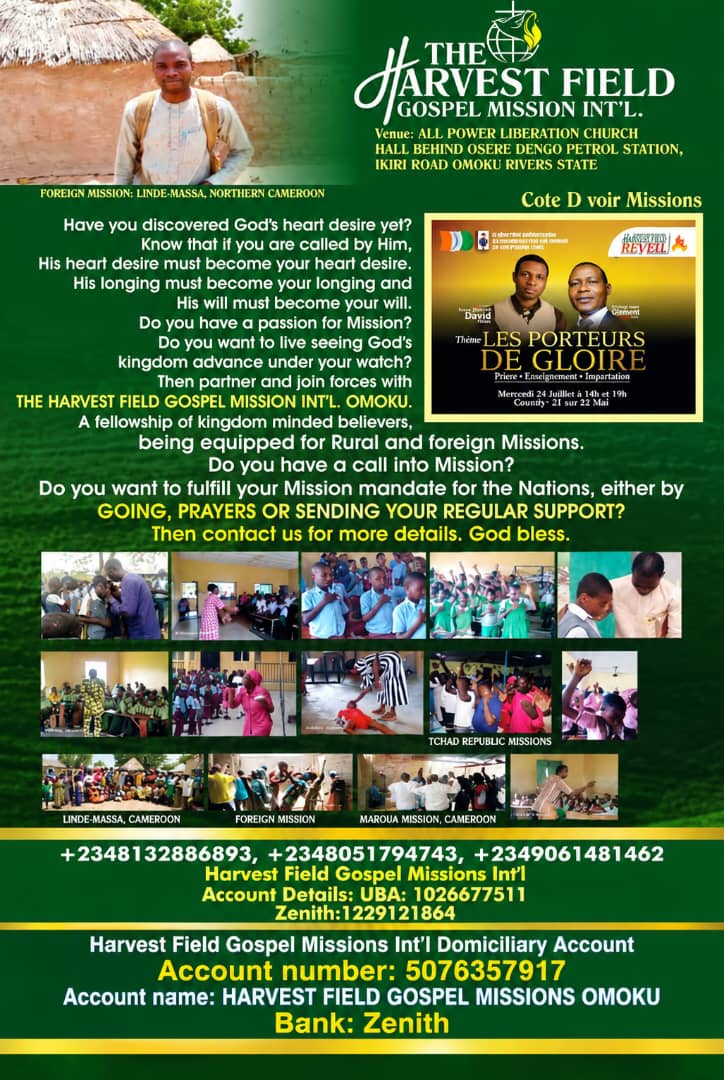 THE
HARVEST FIELD
GOSPEL MISSION INT'L.
Venue: ALL POWER LIBERATION CHURCH
HALL BEHIND OSERE DENGO PETROL STATION,
IKIRI ROAD OMOKU RIVERS STATE
FOREIGN MISSION: LINDE-MASSA, NORTHERN CAMEROON
Cote D voir Missions
Have you discovered God's heart desire yet?
Know that if you are called by Him,
His heart desire must become your heart desire.
His longing must become your longing and
His will must become your will.
Do you have a passion for Mission?
Do you want to live seeing God's
kingdom advance under your watch?
Then partner and join forces with
THE HARVEST FIELD GOSPEL MISSION INT'L. OMOKU.
A fellowship of kingdom minded believers,
being equipped for Rural and foreign Missions.
Do you have a call into Mission?
Do you want to fulfill your Mission mandate for the Nations, either by
GOING, PRAYERS OR SENDING YOUR REGULAR SUPPORT?
Then contact us for more details. God bless.
HARVEST FIELD
REVELL
David
Glement
Thème LES PORTEURS
DE GLOIRE
Priere • Enseignement • Impartation
Mercredi 24 Juilliet à 14h et 19h
21 sur 22 Mai
TCHAD REPUBLIC MISSIONS
LINDE-MASSA, CAMEROON
FOREIGN MISSION
MAROUA MISSION, CAMEROON
+2348132886893, +2348051794743, +2349061481462
Harvest Field Gospel Missions Int'l
Account Details: UBA: 1026677511
Zenith:1229121864
Harvest Field Gospel Missions Int'l Domiciliary Account
Account number: 5076357917
Account name: HARVEST FIELD GOSPEL MISSIONS OMOKU
Bank: Zenith